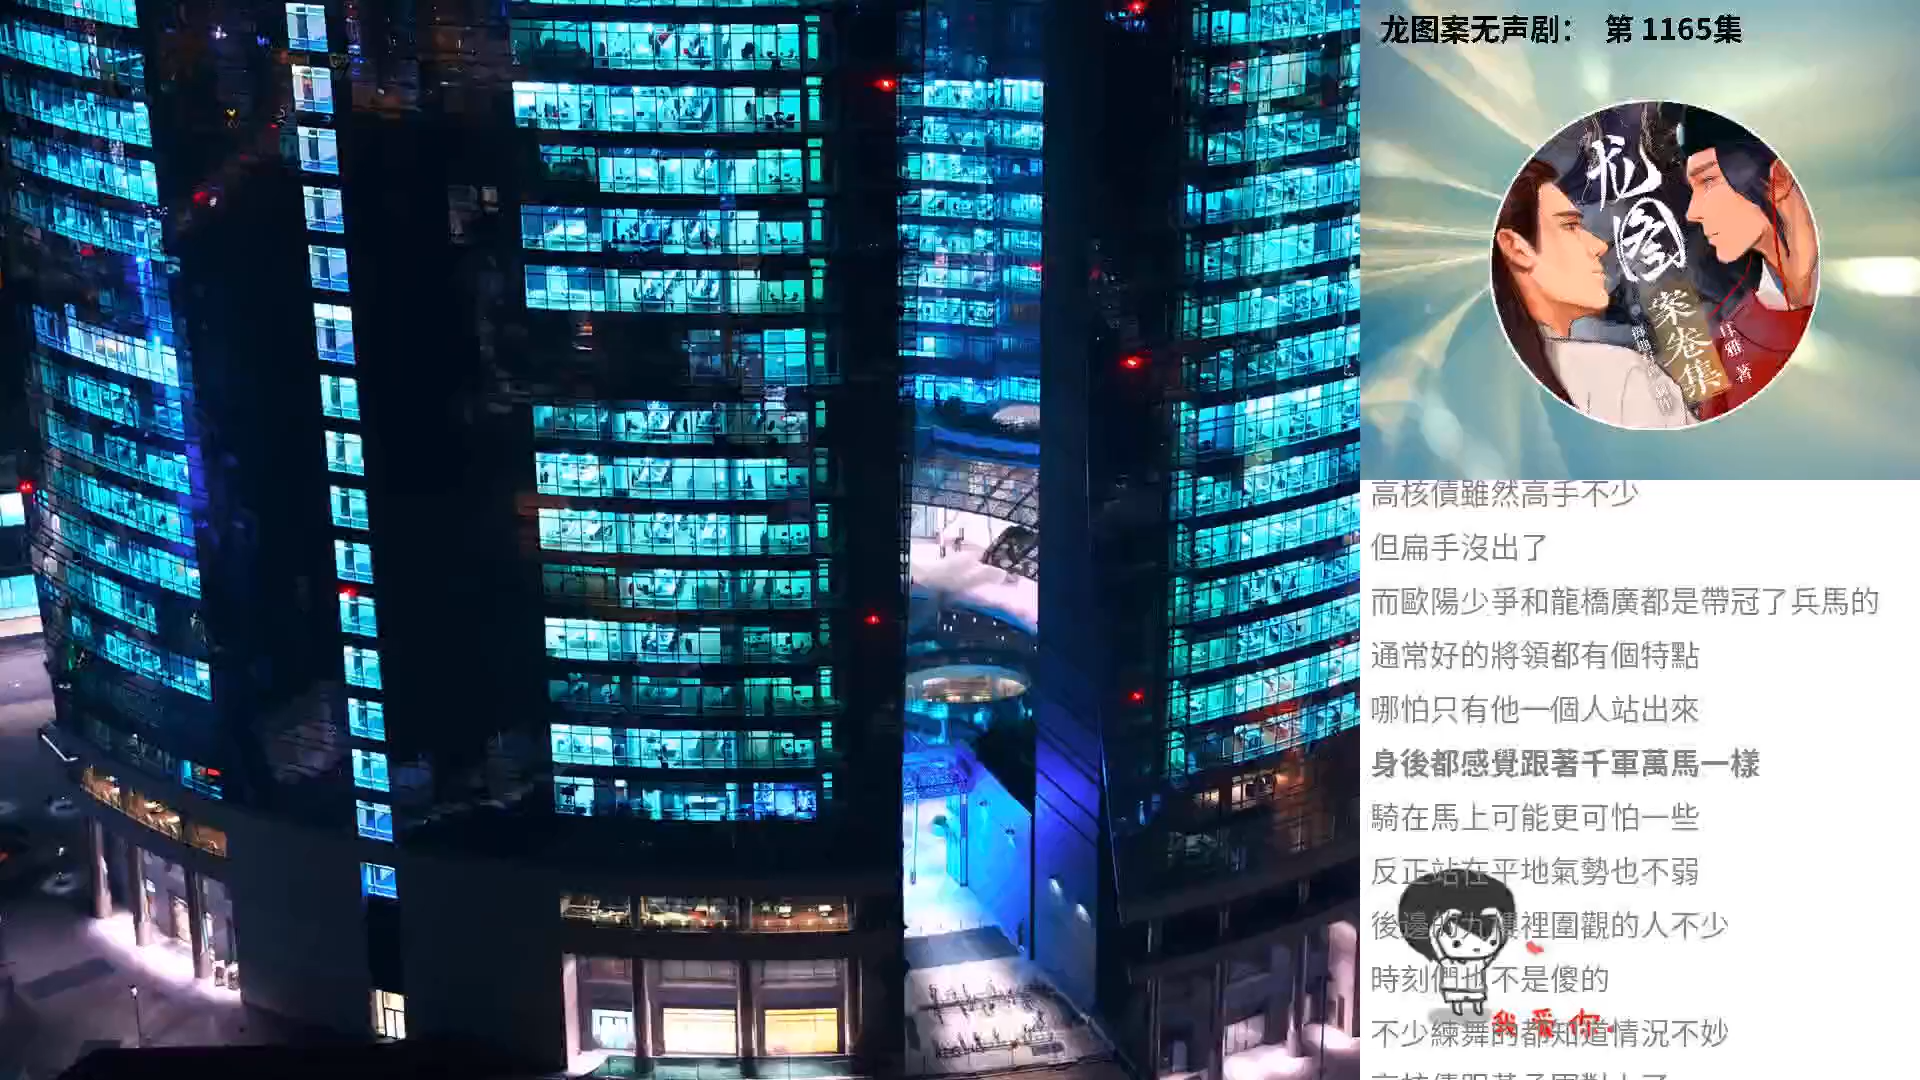 龙图案无声剧： 第 1165集
龙图
案卷集
耳雅 著
高核債雖然高手不少
但扁手沒出了
而歐陽少爭和龍橋廣都是帶冠了兵馬的
通常好的將領都有個特點
哪怕只有他一個人站出來
身後都感覺跟著千軍萬馬一樣
騎在馬上可能更可怕一些
反正站在平地氣勢也不弱
後邊的九樓裡圍觀的人不少
時刻們也不是傻的
不少練舞的都知道情況不妙
我爱你.